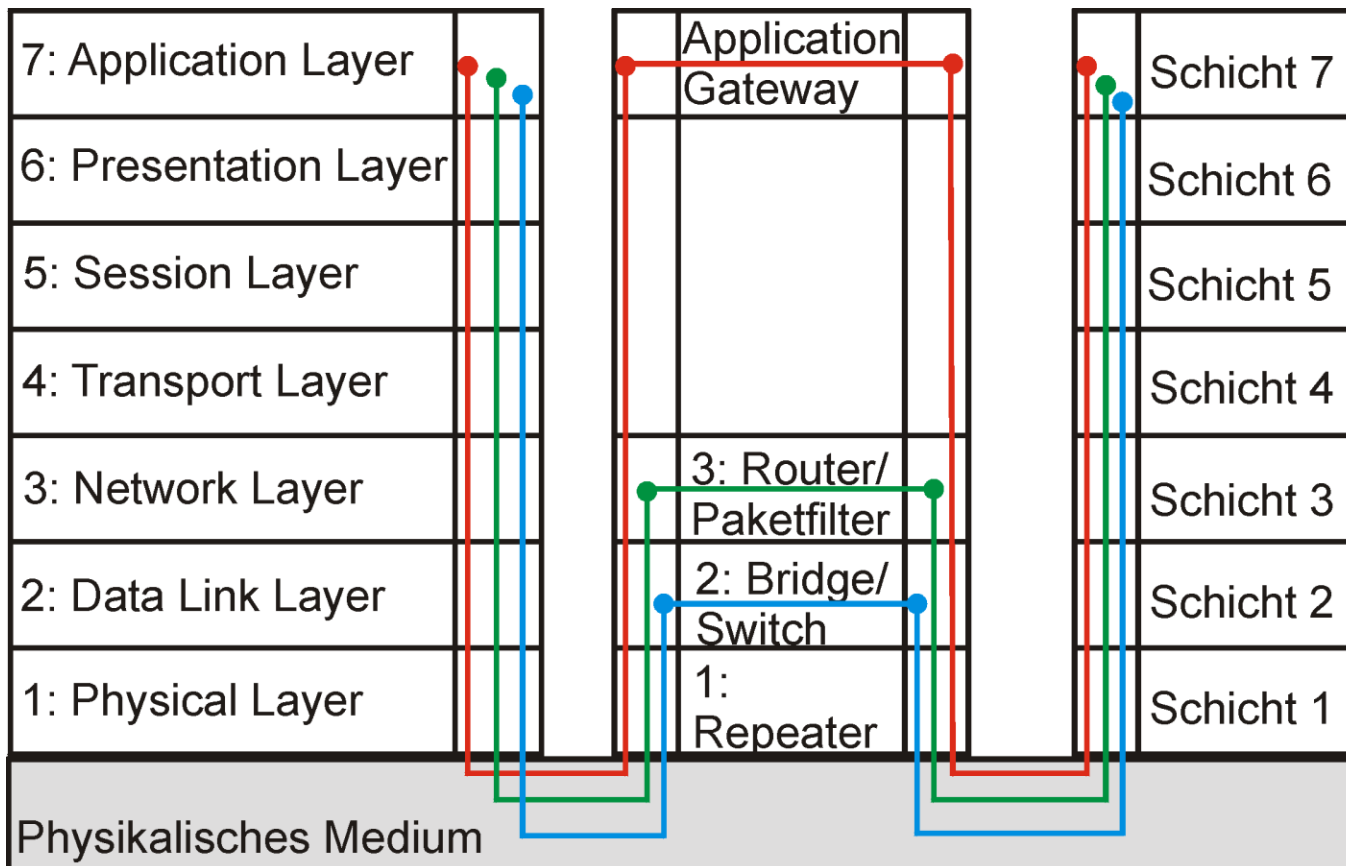 7: Application Layer
6: Presentation Layer
5: Session Layer
4: Transport Layer
3: Network Layer
2: Data Link Layer
1: Physical Layer
Application
Gateway
3: Router/
Paketfilter
2: Bridge/
Switch
1:
Repeater
Schicht 7
Schicht 6
Schicht 5
Schicht 4
Schicht 3
Schicht 2
Schicht 1
Physikalisches Medium